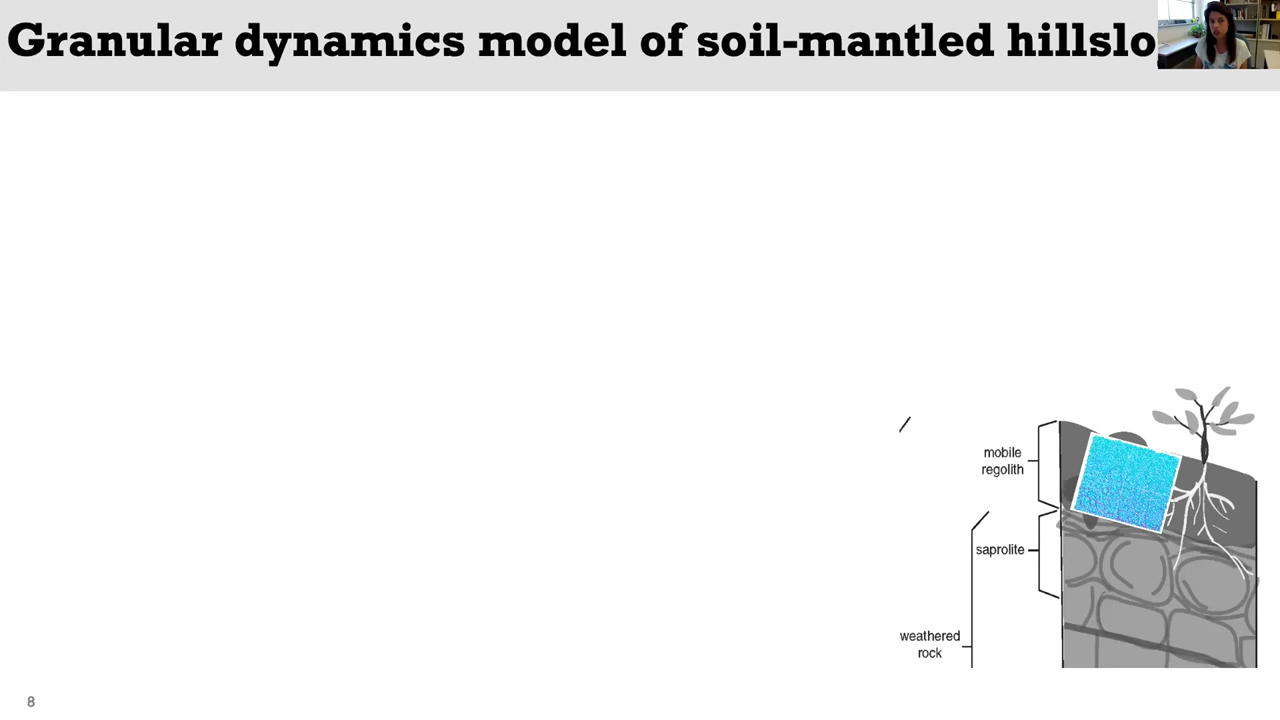 Granular dynamics model of soil-mantled hillslo
mobile
regolith
saprolite
weathered
rock
8